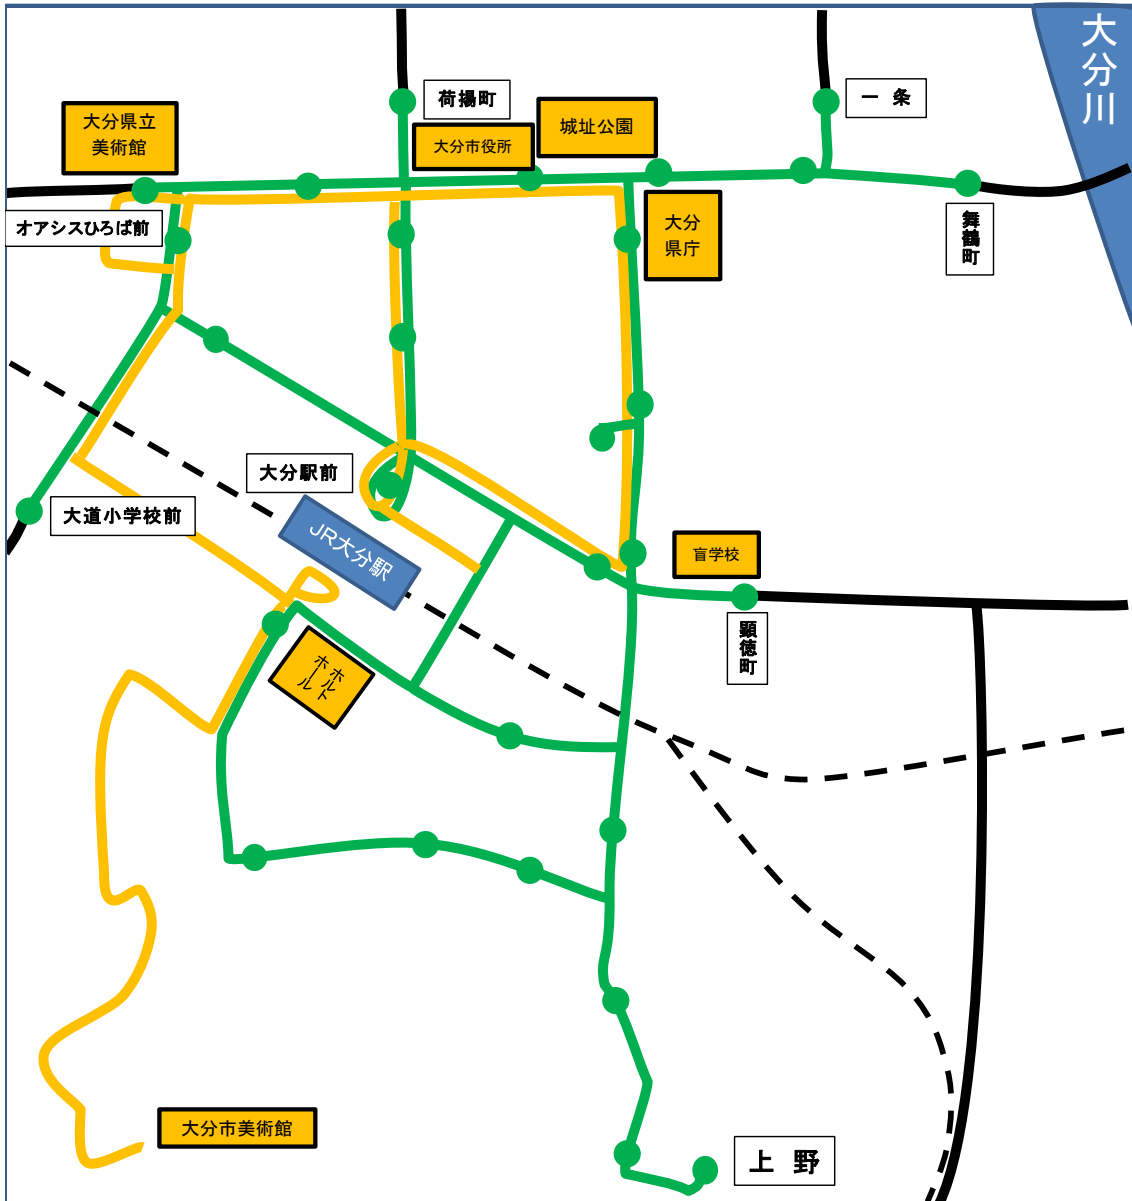 大分川
荷揚町
一 条
大分県立
美術館
城址公園
大分市役所
オアシスひろば前
大分
県庁
舞鶴町
大分駅前
大道小学校前
JR大分駅
盲学校
顕徳町
ホルト
ホール
大分市美術館
上 野